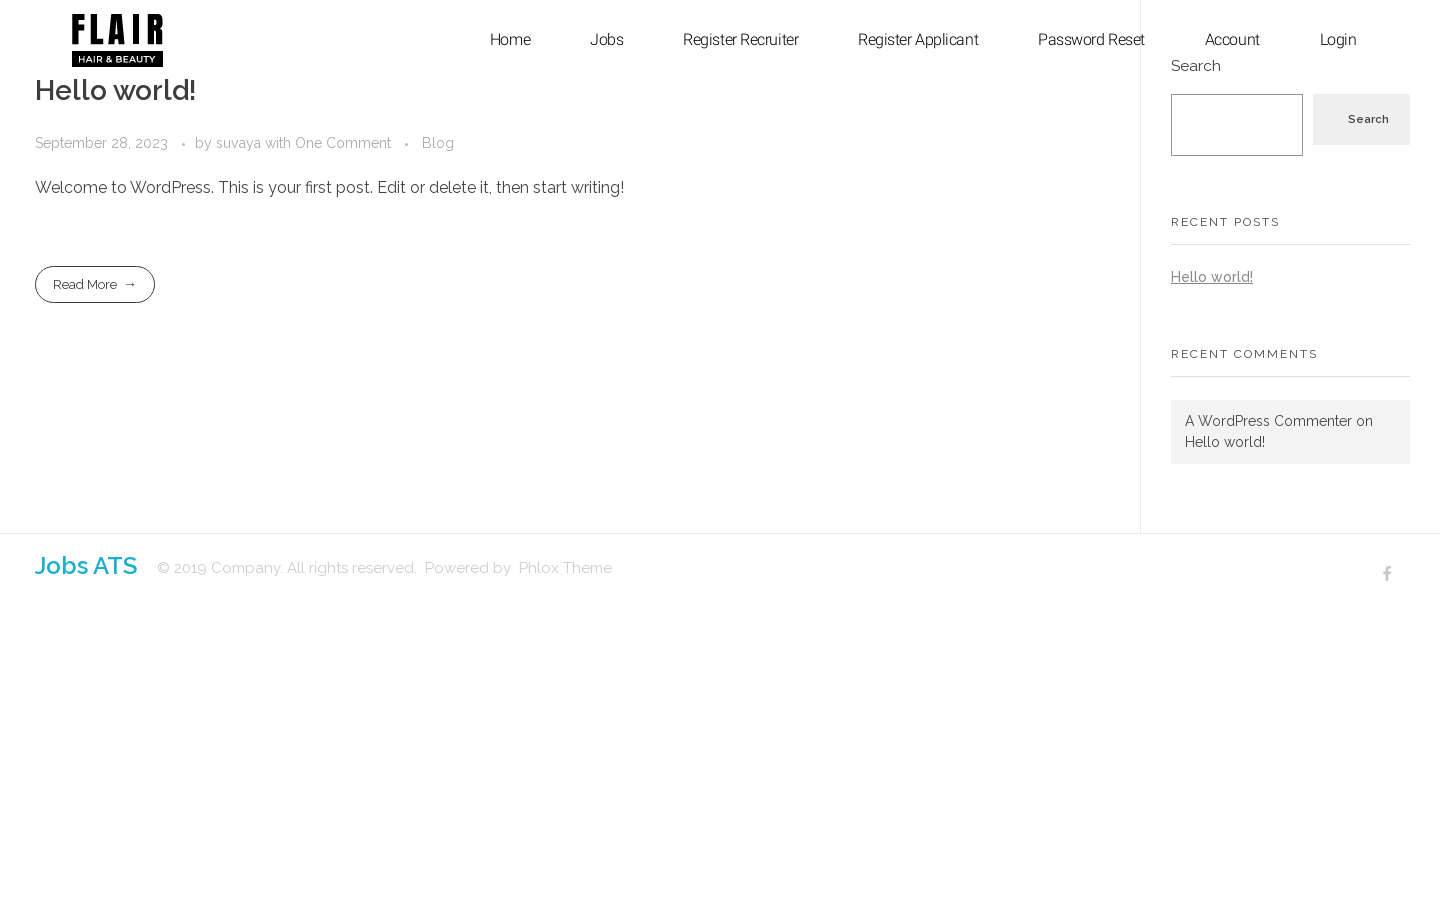 FLAIR
HAIR & BEAUTY
Home Jobs Register Recruiter Register Applicant Password Reset Account Login
Hello world!
September 28, 2023 • by suvaya with One Comment • Blog
Welcome to WordPress. This is your first post. Edit or delete it, then start writing!
Read More →
Search
Search
RECENT POSTS
Hello world!
RECENT COMMENTS
A WordPress Commenter on
Hello world!
Jobs ATS © 2019 Company. All rights reserved. Powered by Phlox Theme